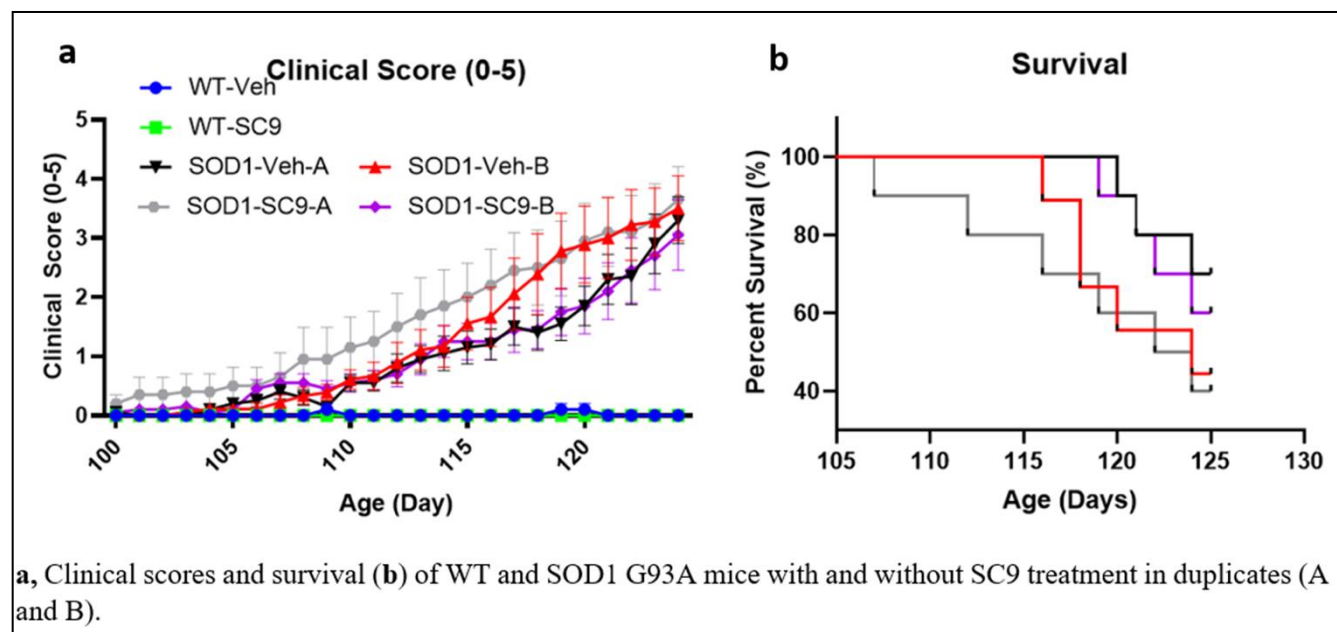 a
Clinical Score (0-5)
WT-Veh
WT-SC9
SOD1-Veh-A
SOD1-Veh-B
SOD1-SC9-A
SOD1-SC9-B
Clinical Score (0-5)
5
4
3
2
1
0
100
105
110
115
120
Age (Day)
b
Survival
Percent Survival (%)
100
80
60
40
105
110
115
120
125
130
Age (Days)
a, Clinical scores and survival (b) of WT and SOD1 G93A mice with and without SC9 treatment in duplicates (A
and B).